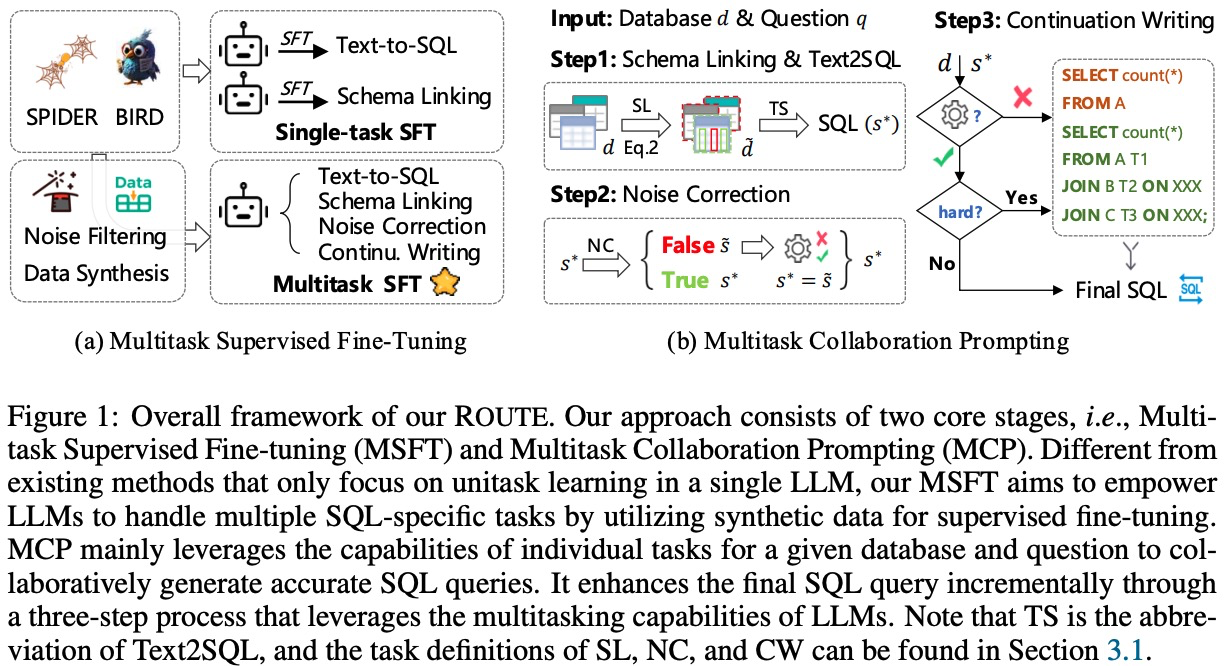 SPIDER BIRD
SFT Text-to-SQL
SFT Schema Linking
Single-task SFT
Data
Noise Filtering
Data Synthesis
Text-to-SQL
Schema Linking
Noise Correction
Continu. Writing
Multitask SFT
(a) Multitask Supervised Fine-Tuning
Input: Database d & Question q
Step1: Schema Linking & Text2SQL
SL TS
d Eq.2 d̃ SQL (s*)
Step2: Noise Correction
s* NC False s̃
True s* s* = s̃ s*
Step3: Continuation Writing
d s*
?
hard? Yes
No
SELECT count(*)
FROM A
SELECT count(*)
FROM A T1
JOIN B T2 ON XXX
JOIN C T3 ON XXX;
Final SQL SQL
(b) Multitask Collaboration Prompting
Figure 1: Overall framework of our ROUTE. Our approach consists of two core stages, i.e., Multi-
task Supervised Fine-tuning (MSFT) and Multitask Collaboration Prompting (MCP). Different from
existing methods that only focus on unitask learning in a single LLM, our MSFT aims to empower
LLMs to handle multiple SQL-specific tasks by utilizing synthetic data for supervised fine-tuning.
MCP mainly leverages the capabilities of individual tasks for a given database and question to col-
laboratively generate accurate SQL queries. It enhances the final SQL query incrementally through
a three-step process that leverages the multitasking capabilities of LLMs. Note that TS is the abbre-
viation of Text2SQL, and the task definitions of SL, NC, and CW can be found in Section 3.1.